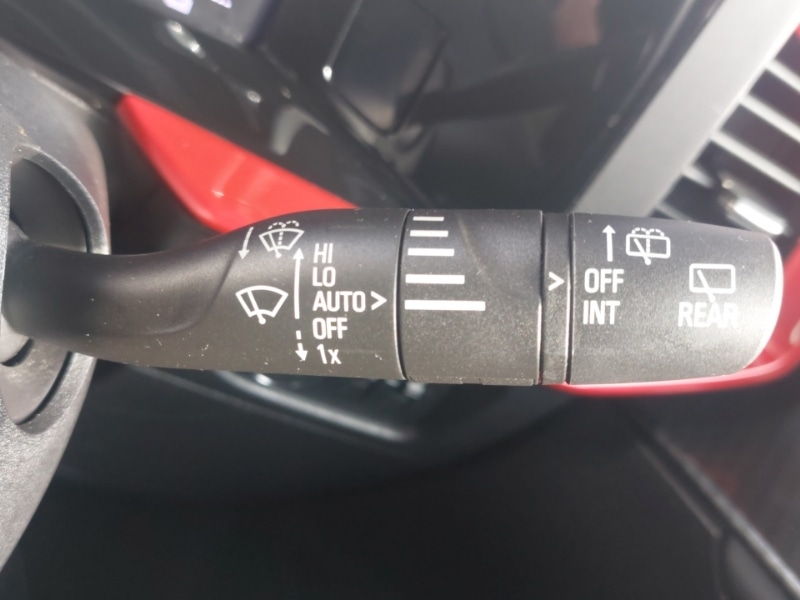 HI
LO
AUTO >
OFF
1x
>
OFF
INT
REAR